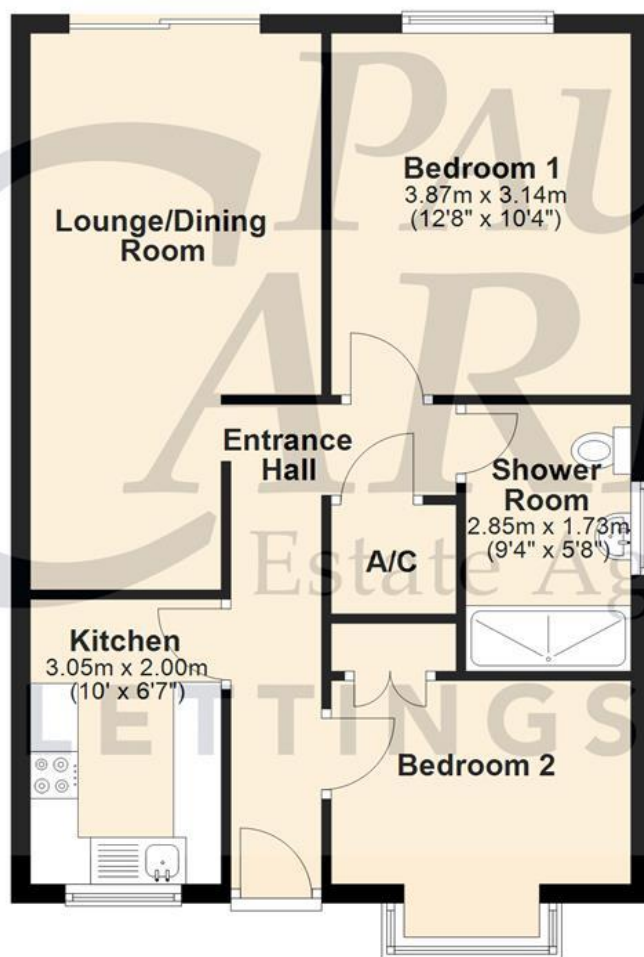 PAU
CAR
Estate Ag
LETTINGS
Lounge/Dining
Room
Bedroom 1
3.87m x 3.14m
(12'8" x 10'4")
Entrance
Hall
Shower
Room
2.85m x 1.73m
(9'4" x 5'8")
A/C
Kitchen
3.05m x 2.00m
(10' x 6'7")
Bedroom 2